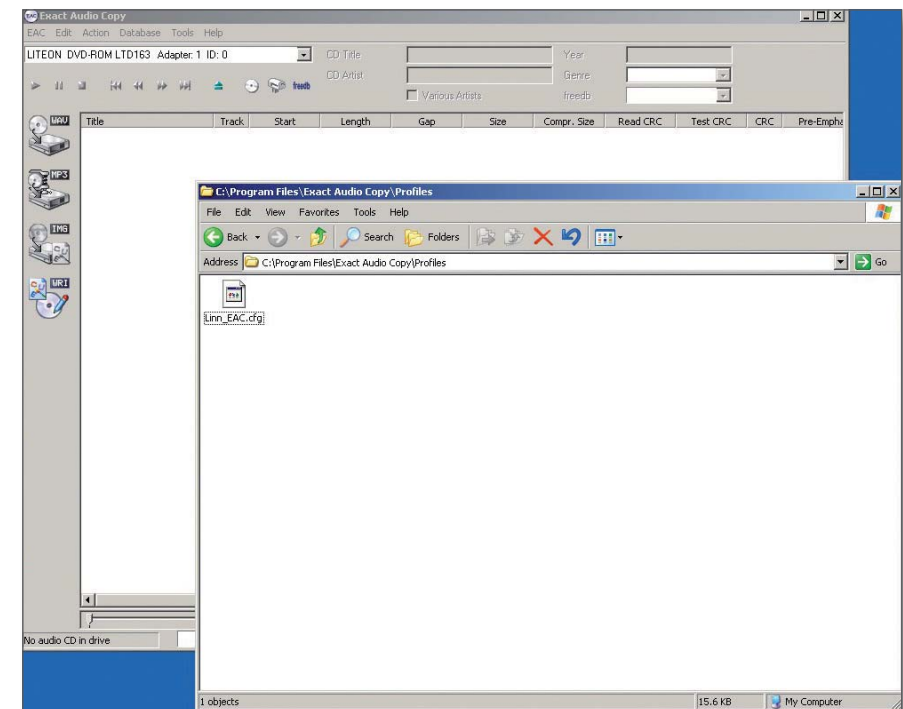 Exact Audio Copy
EAC Edit Action Database Tools Help
LITEON DVD-ROM LTD163 Adapter: 1 ID: 0
CD Title
Year
CD Artist
Genre
Various Artists
freedb
freedb
WAV
Title Track Start Length Gap Size Compr. Size Read CRC Test CRC CRC Pre-Empha
MP3
IMG
WRI
C:\Program Files\Exact Audio Copy\Profiles
File Edit View Favorites Tools Help
Back Search Folders
Address C:\Program Files\Exact Audio Copy\Profiles Go
Linn_EAC.cfg
No audio CD in drive
1 objects 15.6 KB My Computer